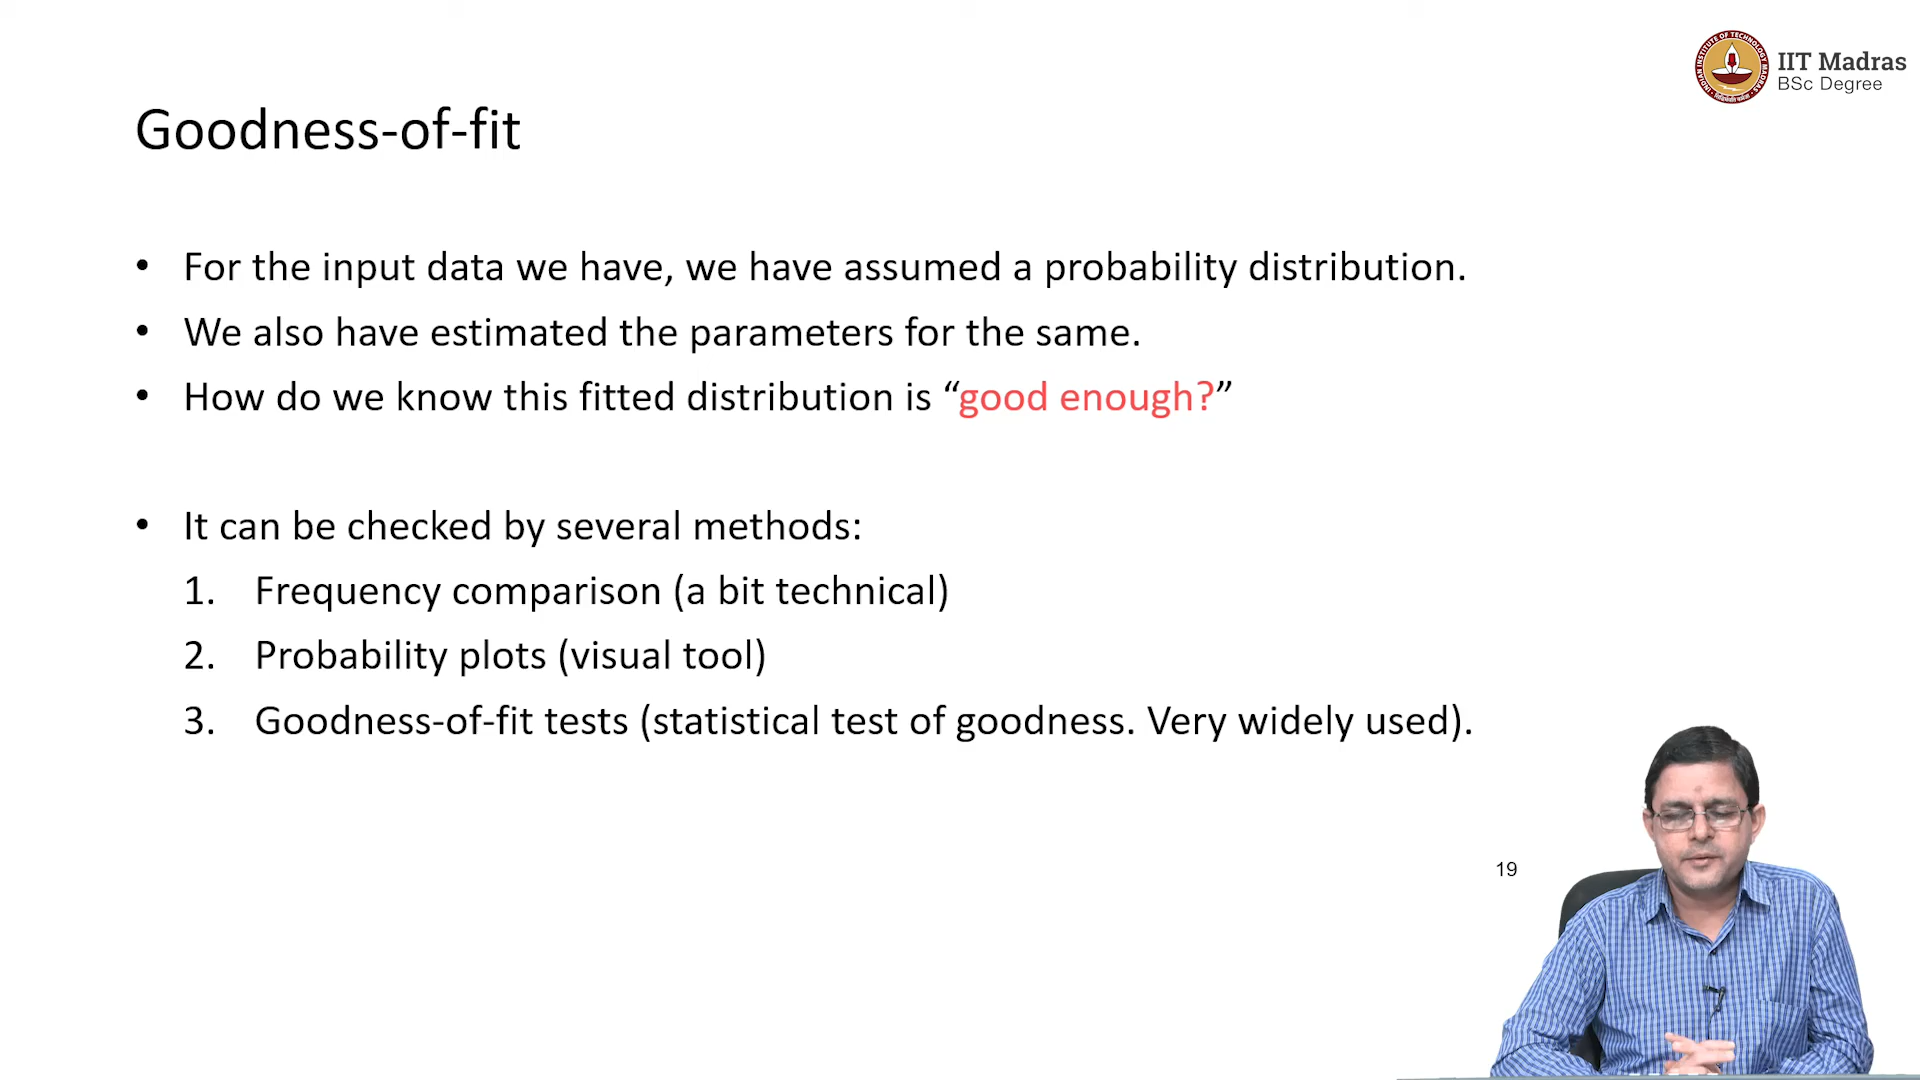 IIT Madras
BSc Degree
Goodness-of-fit
• For the input data we have, we have assumed a probability distribution.
• We also have estimated the parameters for the same.
• How do we know this fitted distribution is “good enough?”
• It can be checked by several methods:
1. Frequency comparison (a bit technical)
2. Probability plots (visual tool)
3. Goodness-of-fit tests (statistical test of goodness. Very widely used).
19